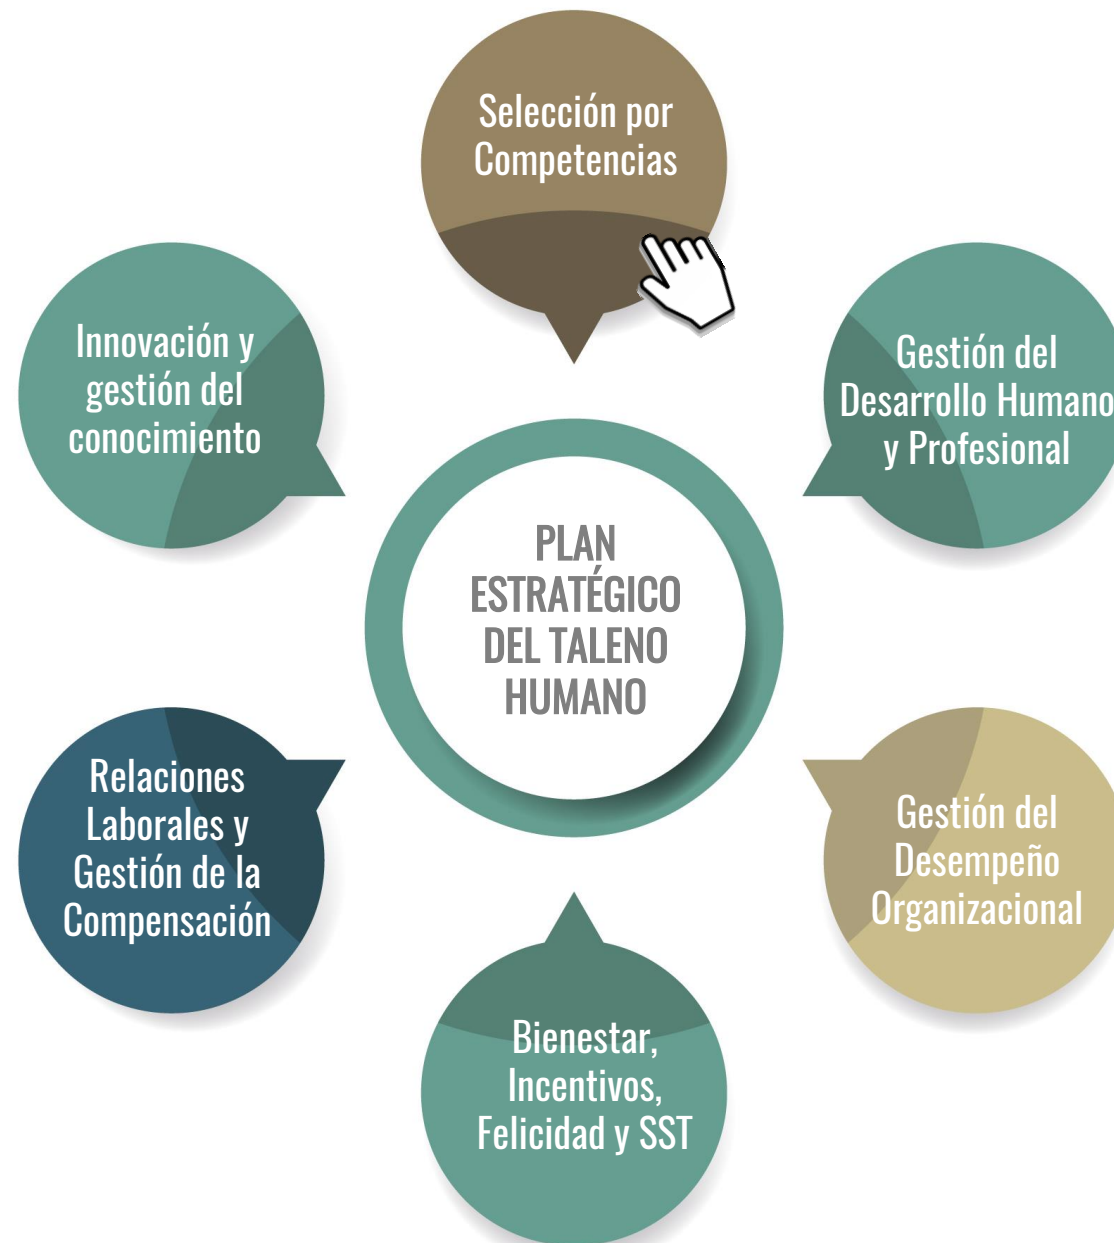 Selección por
Competencias
Innovación y
gestión del
conocimiento
Gestión del
Desarrollo Humano
y Profesional
PLAN
ESTRATÉGICO
DEL TALENO
HUMANO
Relaciones
Laborales y
Gestión de la
Compensación
Gestión del
Desempeño
Organizacional
Bienestar,
Incentivos,
Felicidad y SST